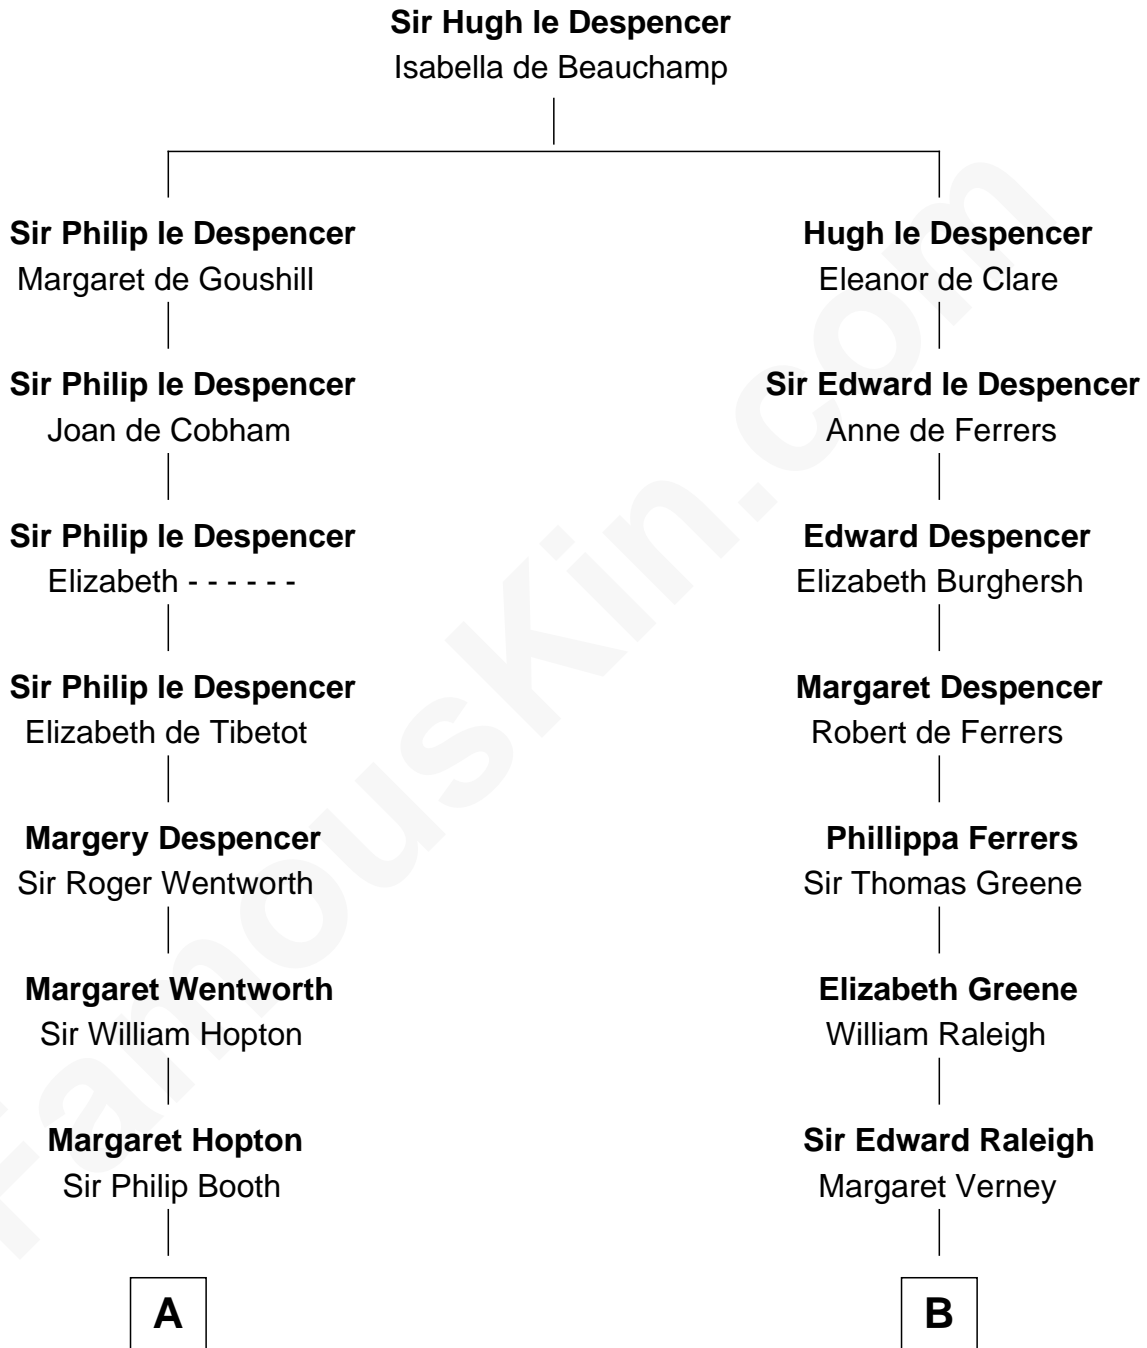 Sir Hugh le Despencer
Isabella de Beauchamp
Sir Philip le Despencer
Margaret de Goushill
Hugh le Despencer
Eleanor de Clare
Sir Philip le Despencer
Joan de Cobham
Sir Edward le Despencer
Anne de Ferrers
Sir Philip le Despencer
Elizabeth - - - - - -
Edward Despencer
Elizabeth Burghersh
Sir Philip le Despencer
Elizabeth de Tibetot
Margaret Despencer
Robert de Ferrers
Margery Despencer
Sir Roger Wentworth
Phillippa Ferrers
Sir Thomas Greene
Margaret Wentworth
Sir William Hopton
Elizabeth Greene
William Raleigh
Margaret Hopton
Sir Philip Booth
Sir Edward Raleigh
Margaret Verney
A
B
FamousKin.com